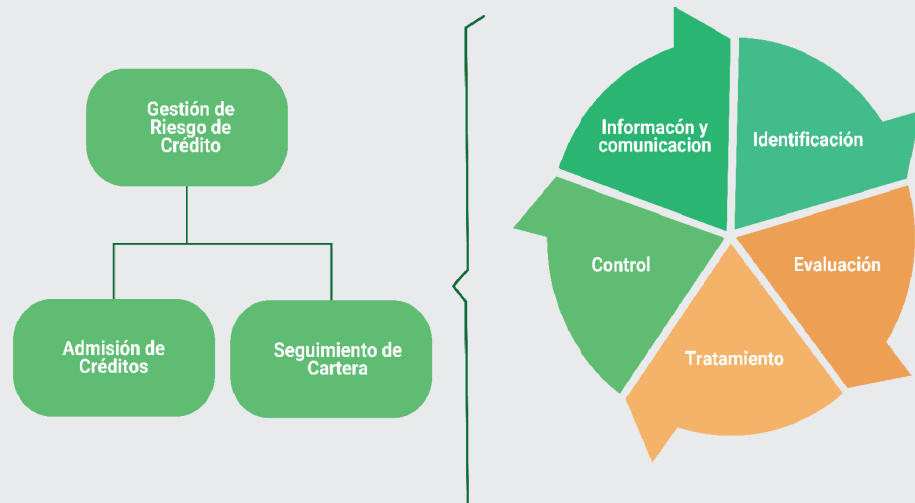 Gestión de
Riesgo de
Crédito
Admisión de
Créditos
Seguimiento de
Cartera
Informacón y
comunicacion
Identificación
Control
Evaluación
Tratamiento